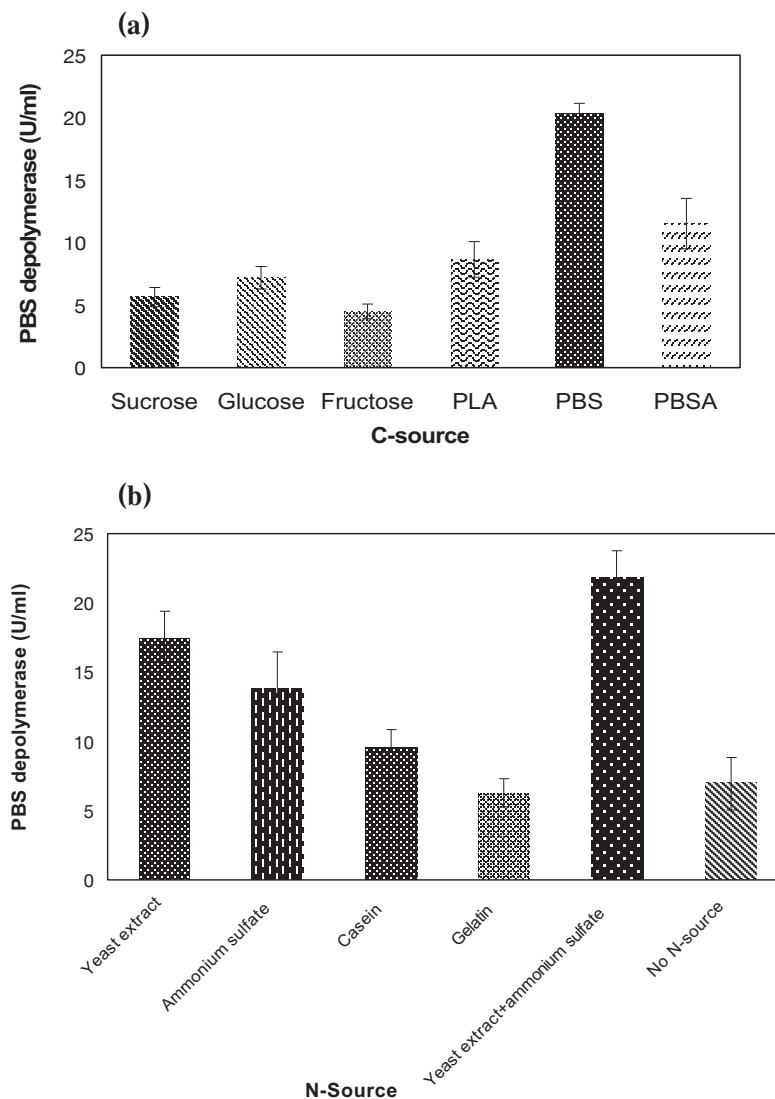 (a)
PBS depolymerase (U/ml)
25
20
15
10
5
0
Sucrose Glucose Fructose PLA PBS PBSA
C-source
(b)
PBS depolymerase (U/ml)
25
20
15
10
5
0
Yeast extract
Ammonium sulfate
Casein
Gelatin
Yeast extract+ammonium sulfate
No N-source
N-Source